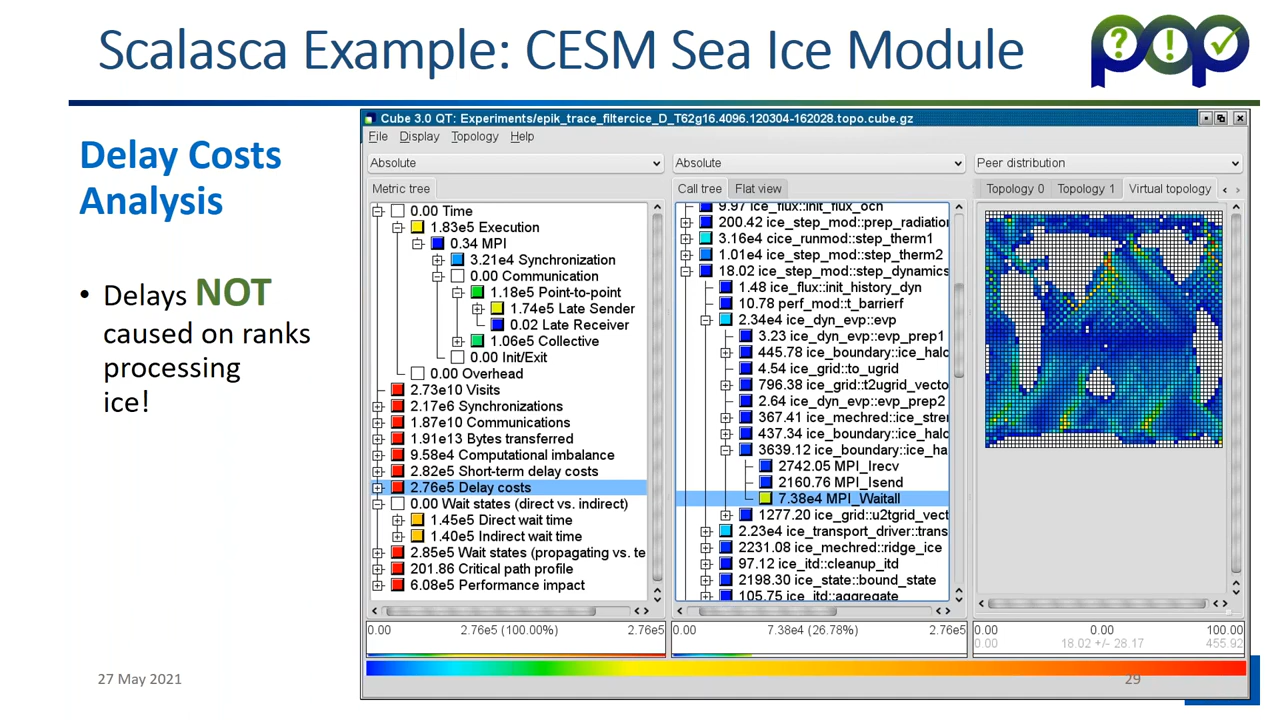 Scalasca Example: CESM Sea Ice Module
? ! ✓
pop
Delay Costs
Analysis
• Delays NOT
caused on ranks
processing
ice!
Cube 3.0 QT: Experiments/epik_trace_filtercice_D_T62g16.4096.120304-162028.topo.cube.gz
File Display Topology Help
Absolute
Metric tree
0.00 Time
1.83e5 Execution
0.34 MPI
3.21e4 Synchronization
0.00 Communication
1.18e5 Point-to-point
1.74e5 Late Sender
0.02 Late Receiver
1.06e5 Collective
0.00 Init/Exit
0.00 Overhead
2.73e10 Visits
2.17e6 Synchronizations
1.87e10 Communications
1.91e13 Bytes transferred
9.58e4 Computational imbalance
2.82e5 Short-term delay costs
2.76e5 Delay costs
0.00 Wait states (direct vs. indirect)
1.45e5 Direct wait time
1.40e5 Indirect wait time
2.85e5 Wait states (propagating vs. te
201.86 Critical path profile
6.08e5 Performance impact
0.00 2.76e5 (100.00%) 2.76e5
Absolute
Call tree Flat view
9.97 ice_flux::init_flux_ocn
200.42 ice_step_mod::prep_radiation
3.16e4 cice_runmod::step_therm1
1.01e4 ice_step_mod::step_therm2
18.02 ice_step_mod::step_dynamics
1.48 ice_flux::init_history_dyn
10.78 perf_mod::t_barrierf
2.34e4 ice_dyn_evp::evp
3.23 ice_dyn_evp::evp_prep1
445.78 ice_boundary::ice_halo
4.54 ice_grid::to_ugrid
796.38 ice_grid::t2ugrid_vecto
2.64 ice_dyn_evp::evp_prep2
367.41 ice_mechred::ice_stren
437.34 ice_boundary::ice_halo
3639.12 ice_boundary::ice_ha
2742.05 MPI_Irecv
2160.76 MPI_Isend
7.38e4 MPI_Waitall
1277.20 ice_grid::u2tgrid_vect
2.23e4 ice_transport_driver::trans
2231.08 ice_mechred::ridge_ice
97.12 ice_itd::cleanup_itd
2198.30 ice_state::bound_state
105.75 ice_itd::aggregate
0.00 7.38e4 (26.78%) 2.76e5
Peer distribution
Topology 0 Topology 1 Virtual topology
0.00 0.00 100.00
0.00 18.02 +/- 28.17 455.92
27 May 2021
29